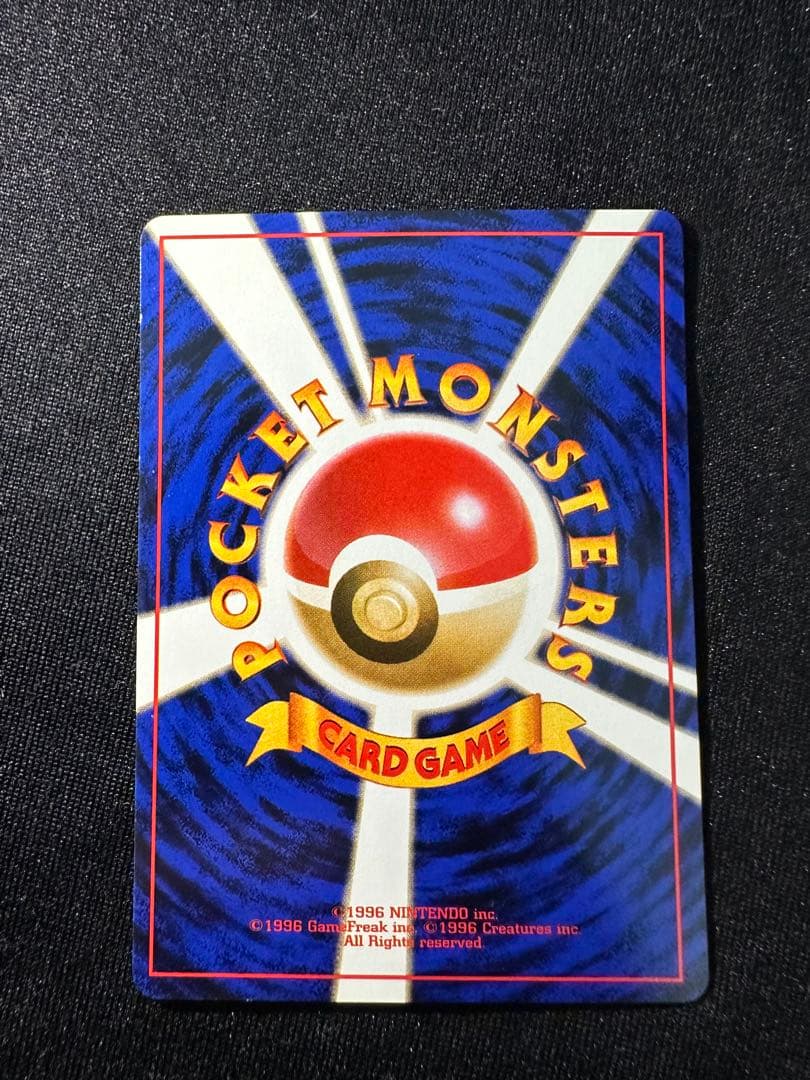 POCKET MONSTERS
CARD GAME
©1996 NINTENDO inc.
©1996 GameFreak inc. ©1996 Creatures inc.
All Rights reserved.